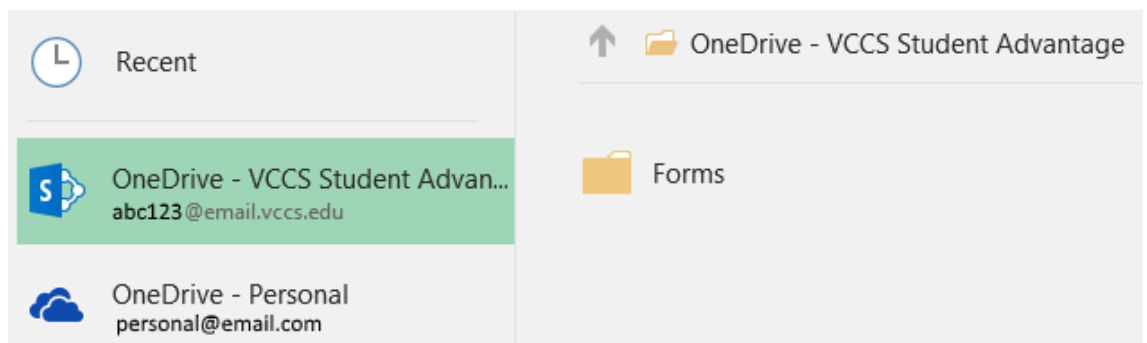 Recent
OneDrive - VCCS Student Advan...
abc123@email.vccs.edu
OneDrive - Personal
personal@email.com
OneDrive - VCCS Student Advantage
Forms